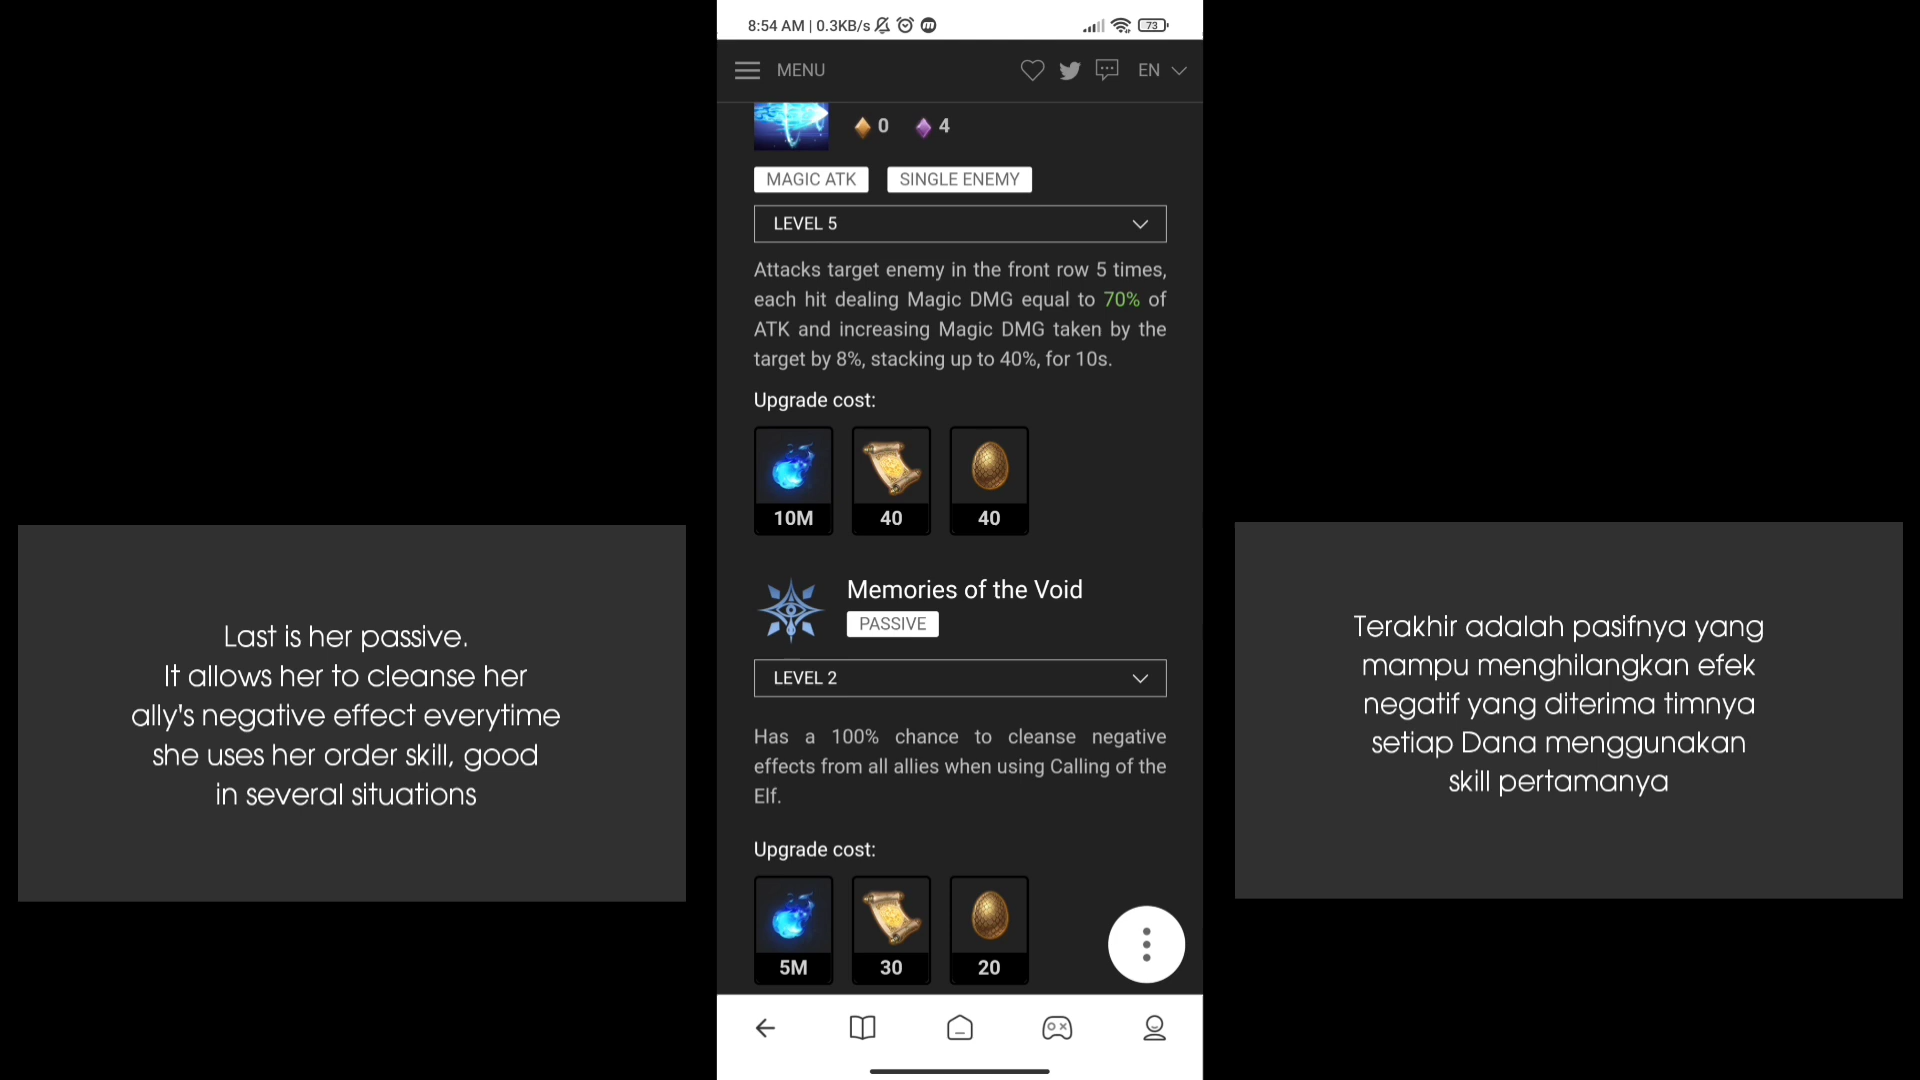 8:54 AM | 0.3KB/s
73
MENU
EN
0
4
MAGIC ATK
SINGLE ENEMY
LEVEL 5
Attacks target enemy in the front row 5 times,
each hit dealing Magic DMG equal to 70% of
ATK and increasing Magic DMG taken by the
target by 8%, stacking up to 40%, for 10s.
Upgrade cost:
10M
40
40
Memories of the Void
PASSIVE
LEVEL 2
Has a 100% chance to cleanse negative
effects from all allies when using Calling of the
Elf.
Upgrade cost:
5M
30
20
Last is her passive.
It allows her to cleanse her
ally's negative effect everytime
she uses her order skill, good
in several situations
Terakhir adalah pasifnya yang
mampu menghilangkan efek
negatif yang diterima timnya
setiap Dana menggunakan
skill pertamanya